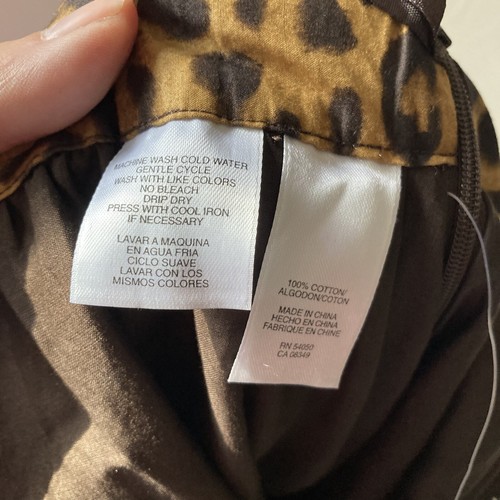 MACHINE WASH COLD WATER
GENTLE CYCLE
WASH WITH LIKE COLORS
NO BLEACH
DRIP DRY
PRESS WITH COOL IRON
IF NECESSARY
LAVAR A MAQUINA
EN AGUA FRIA
CICLO SUAVE
LAVAR CON LOS
MISMOS COLORES
100% COTTON/
ALGODON/COTON
MADE IN CHINA
HECHO EN CHINA
FABRIQUE EN CHINE
RN 54050
CA 08349